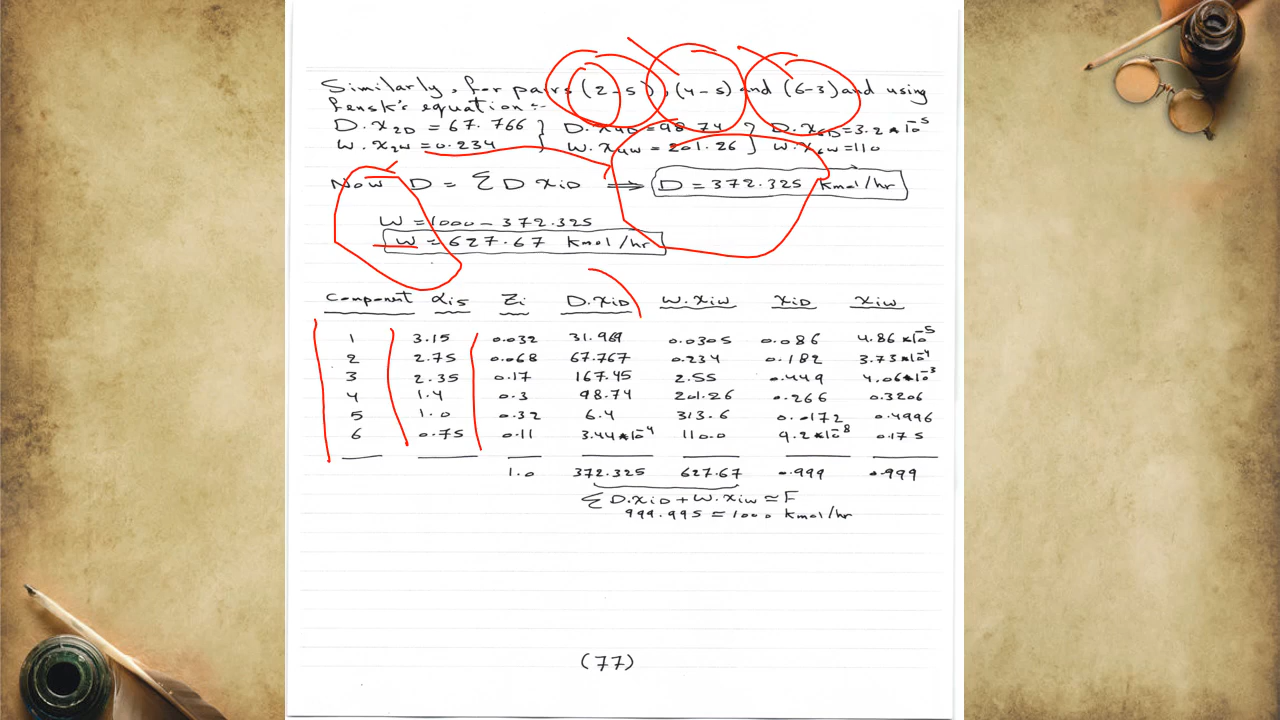 Similarly, for pairs (2-5), (4-5) and (6-3) and using
Fensk's equation:-
D.x2D = 67.766 } D.x4D = 98.74 } D.x6D = 3.2*10^-5
W.x2W = 0.234 } W.x4W = 201.26 } W.x6W = 110
Now D = Σ D xiD ⟹ D = 372.325 Kmol/hr
W = 1000 - 372.325
W = 627.67 Kmol/hr
Component αi5 Zi D.xiD W.xiW xiD xiW
1 3.15 0.032 31.969 0.0305 0.086 4.86*10^-5
2 2.75 0.068 67.767 0.234 0.182 3.73*10^-4
3 2.35 0.17 167.45 2.55 0.449 4.06*10^-3
4 1.4 0.3 98.74 201.26 0.266 0.3206
5 1.0 0.32 6.4 313.6 0.0172 0.4996
6 0.75 0.11 3.44*10^-4 110.0 9.2*10^-8 0.175
1.0 372.325 627.67 0.999 0.999
Σ D.xiD + W.xiW ≃ F
999.995 ≃ 1000 Kmol/hr
(77)